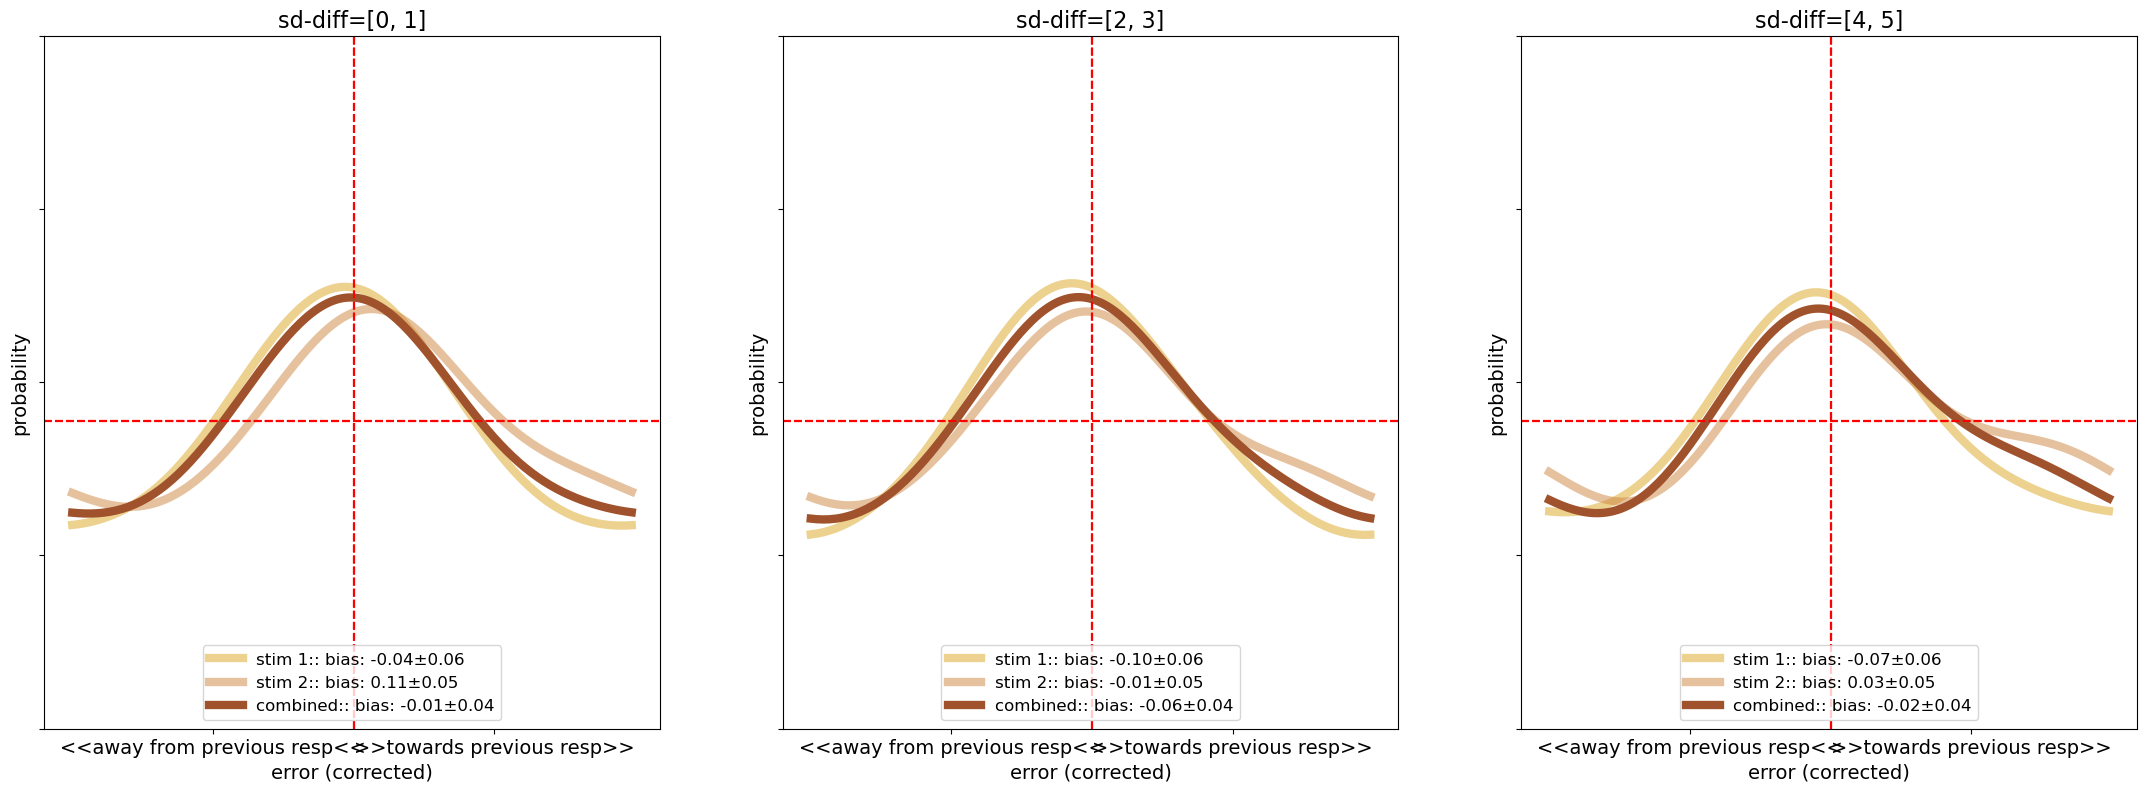 sd-diff=[0, 1]
probability
stim 1:: bias: -0.04±0.06
stim 2:: bias: 0.11±0.05
combined:: bias: -0.01±0.04
<<away from previous resp<<>>towards previous resp>>
error (corrected)
sd-diff=[2, 3]
probability
stim 1:: bias: -0.10±0.06
stim 2:: bias: -0.01±0.05
combined:: bias: -0.06±0.04
<<away from previous resp<<>>towards previous resp>>
error (corrected)
sd-diff=[4, 5]
probability
stim 1:: bias: -0.07±0.06
stim 2:: bias: 0.03±0.05
combined:: bias: -0.02±0.04
<<away from previous resp<<>>towards previous resp>>
error (corrected)